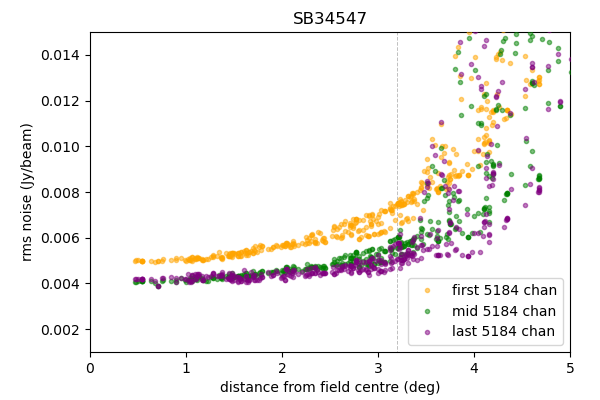 SB34547
0.014
0.012
0.010
0.008
0.006
0.004
0.002
rms noise (Jy/beam)
first 5184 chan
mid 5184 chan
last 5184 chan
0 1 2 3 4 5
distance from field centre (deg)